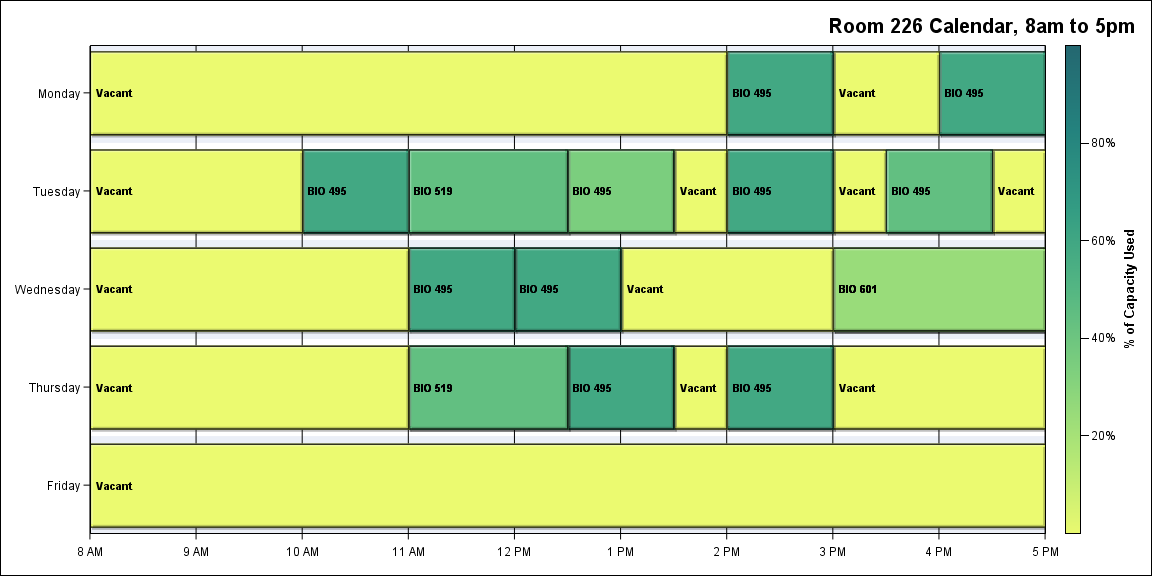 Room 226 Calendar, 8am to 5pm
Monday
Vacant
BIO 495
Vacant
BIO 495
Tuesday
Vacant
BIO 495
BIO 519
BIO 495
Vacant
BIO 495
Vacant
BIO 495
Vacant
Wednesday
Vacant
BIO 495
BIO 495
Vacant
BIO 601
Thursday
Vacant
BIO 519
BIO 495
Vacant
BIO 495
Vacant
Friday
Vacant
8 AM
9 AM
10 AM
11 AM
12 PM
1 PM
2 PM
3 PM
4 PM
5 PM
80%
60%
40%
20%
% of Capacity Used